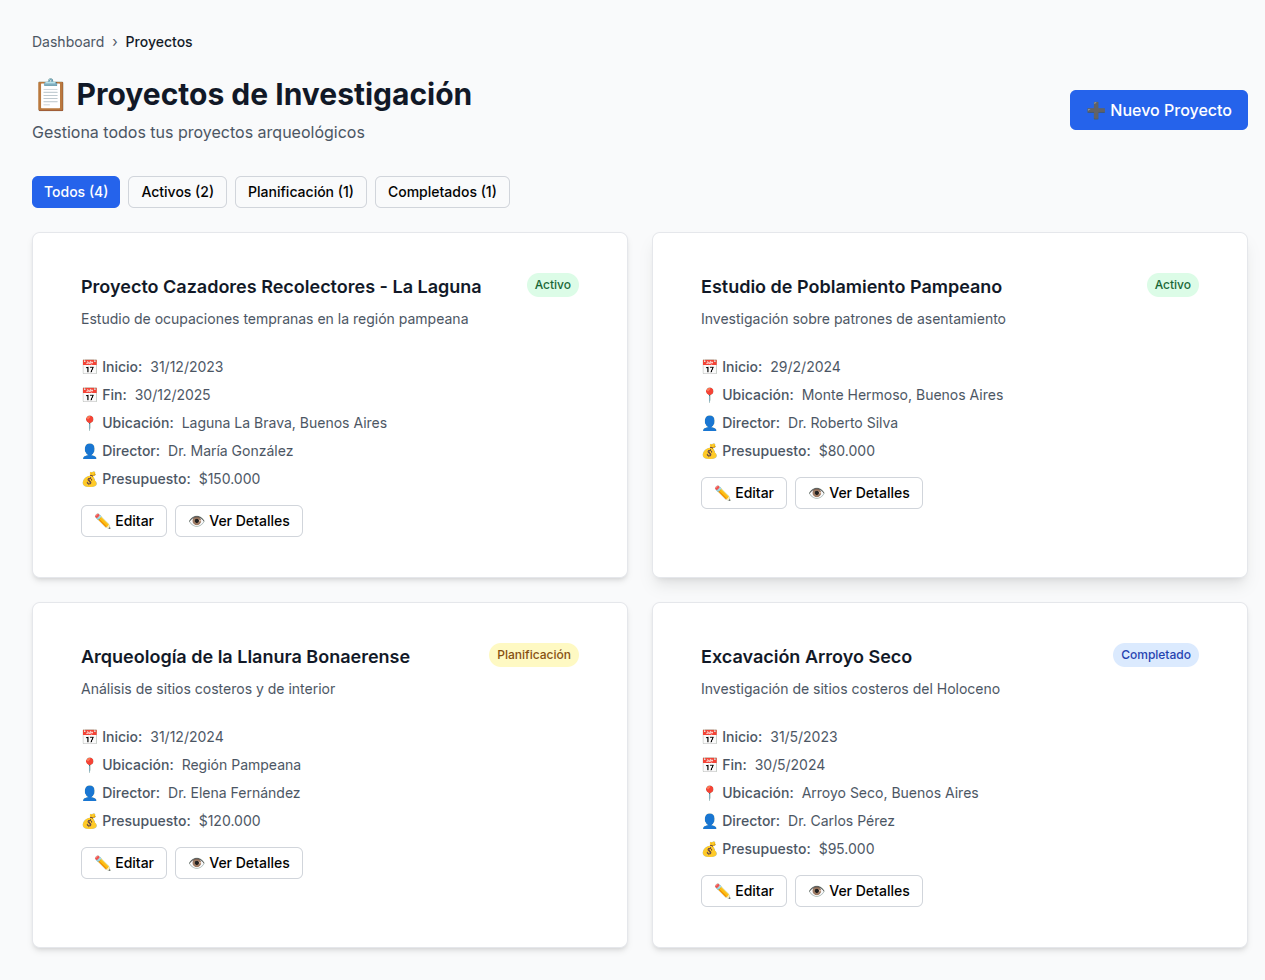 Dashboard › Proyectos
📋 Proyectos de Investigación
Gestiona todos tus proyectos arqueológicos
➕ Nuevo Proyecto
Todos (4) Activos (2) Planificación (1) Completados (1)
Proyecto Cazadores Recolectores - La Laguna Activo
Estudio de ocupaciones tempranas en la región pampeana
📅 Inicio: 31/12/2023
📅 Fin: 30/12/2025
📍 Ubicación: Laguna La Brava, Buenos Aires
👤 Director: Dr. María González
💰 Presupuesto: $150.000
✏️ Editar 👁️ Ver Detalles
Estudio de Poblamiento Pampeano Activo
Investigación sobre patrones de asentamiento
📅 Inicio: 29/2/2024
📍 Ubicación: Monte Hermoso, Buenos Aires
👤 Director: Dr. Roberto Silva
💰 Presupuesto: $80.000
✏️ Editar 👁️ Ver Detalles
Arqueología de la Llanura Bonaerense Planificación
Análisis de sitios costeros y de interior
📅 Inicio: 31/12/2024
📍 Ubicación: Región Pampeana
👤 Director: Dr. Elena Fernández
💰 Presupuesto: $120.000
✏️ Editar 👁️ Ver Detalles
Excavación Arroyo Seco Completado
Investigación de sitios costeros del Holoceno
📅 Inicio: 31/5/2023
📅 Fin: 30/5/2024
📍 Ubicación: Arroyo Seco, Buenos Aires
👤 Director: Dr. Carlos Pérez
💰 Presupuesto: $95.000
✏️ Editar 👁️ Ver Detalles